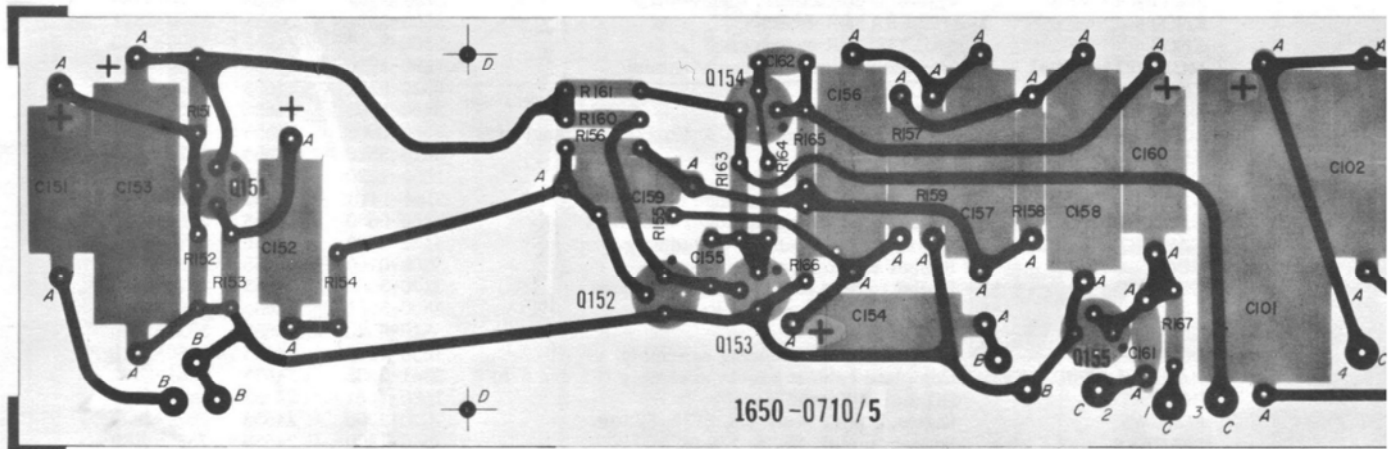 A + A A + A A A A A
+ D Q154 C162 C156 A A A + +
R151 + A R161 R157
R160 R165
R156 R163 R164 C160 C102
C151 C153 Q151 A A
C152 R155 C159 R159 C157 R158 C158
R152 C155
R153 R154 R166 A A A A A A A
A Q152 C101
A A + C154 A R167
A Q153 B Q155 C161 4 C
B B D B C 2 A 1 C 3 C A
1650-0710/5